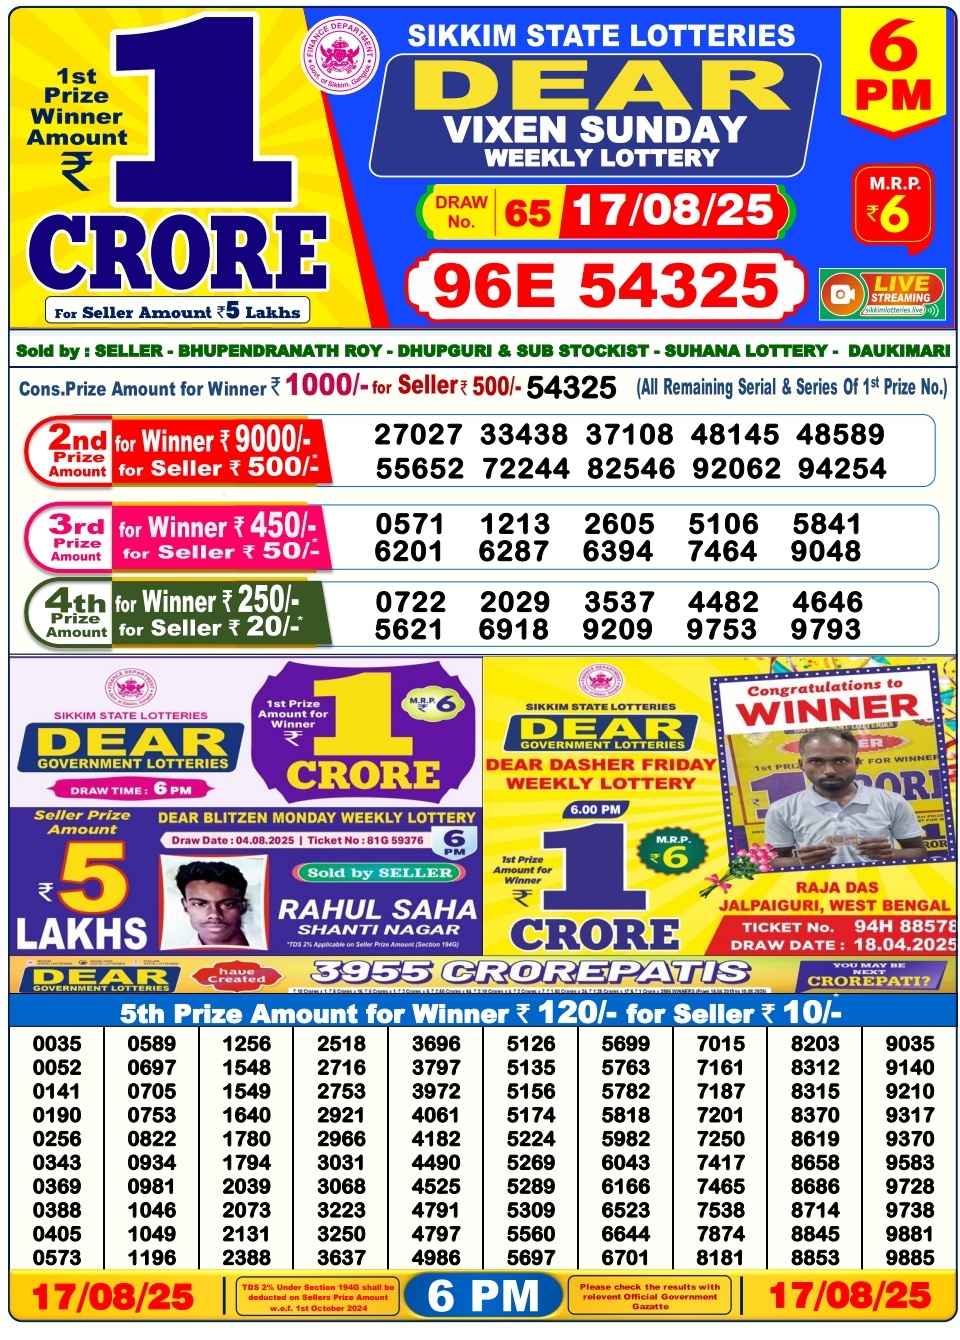 1st
Prize
Winner
Amount
₹
1
CRORE
For Seller Amount ₹5 Lakhs
FINANCE DEPARTMENT
Govt. of Sikkim, Gangtok
SIKKIM STATE LOTTERIES
DEAR
VIXEN SUNDAY
WEEKLY LOTTERY
6
PM
DRAW
No.
65
17/08/25
M.R.P.
₹6
96E 54325
LIVE
STREAMING
sikkimlotteries.live
Sold by : SELLER - BHUPENDRANATH ROY - DHUPGURI & SUB STOCKIST - SUHANA LOTTERY - DAUKIMARI
Cons.Prize Amount for Winner ₹ 1000/- for Seller ₹ 500/- 54325 (All Remaining Serial & Series Of 1st Prize No.)
2nd
Prize
Amount
for Winner ₹ 9000/-
for Seller ₹ 500/-*
27027 33438 37108 48145 48589
55652 72244 82546 92062 94254
3rd
Prize
Amount
for Winner ₹ 450/-
for Seller ₹ 50/-*
0571 1213 2605 5106 5841
6201 6287 6394 7464 9048
4th
Prize
Amount
for Winner ₹ 250/-
for Seller ₹ 20/-*
0722 2029 3537 4482 4646
5621 6918 9209 9753 9793
SIKKIM STATE LOTTERIES
DEAR
GOVERNMENT LOTTERIES
DRAW TIME : 6 PM
1st Prize
Amount for
Winner
₹
1
CRORE
M.R.P.
₹6
Seller Prize
Amount
₹5
LAKHS
DEAR BLITZEN MONDAY WEEKLY LOTTERY
Draw Date : 04.08.2025 | Ticket No : 81G 59376
6
PM
Sold by SELLER
RAHUL SAHA
SHANTI NAGAR
*TDS 2% Applicable on Seller Prize Amount (Section 194G)
SIKKIM STATE LOTTERIES
DEAR
GOVERNMENT LOTTERIES
DEAR DASHER FRIDAY
WEEKLY LOTTERY
6.00 PM
1st Prize
Amount for
Winner
₹
1
CRORE
M.R.P
₹6
Congratulations to
WINNER
RAJA DAS
JALPAIGURI, WEST BENGAL
TICKET No. 94H 88578
DRAW DATE : 18.04.2025
DEAR
GOVERNMENT LOTTERIES
have
created
3955 CROREPATIS
YOU MAY BE
NEXT
CROREPATI?
5th Prize Amount for Winner ₹ 120/- for Seller ₹ 10/-*
0035 0589 1256 2518 3696 5126 5699 7015 8203 9035
0052 0697 1548 2716 3797 5135 5763 7161 8312 9140
0141 0705 1549 2753 3972 5156 5782 7187 8315 9210
0190 0753 1640 2921 4061 5174 5818 7201 8370 9317
0256 0822 1780 2966 4182 5224 5982 7250 8619 9370
0343 0934 1794 3031 4490 5269 6043 7417 8658 9583
0369 0981 2039 3068 4525 5289 6166 7465 8686 9728
0388 1046 2073 3223 4791 5309 6523 7538 8714 9738
0405 1049 2131 3250 4797 5560 6644 7874 8845 9881
0573 1196 2388 3637 4986 5697 6701 8181 8853 9885
17/08/25
TDS 2% Under Section 194G shall be
deducted on Sellers Prize Amount
w.e.f. 1st October 2024
6 PM
Please check the results with
relevent Official Government
Gazatte
17/08/25